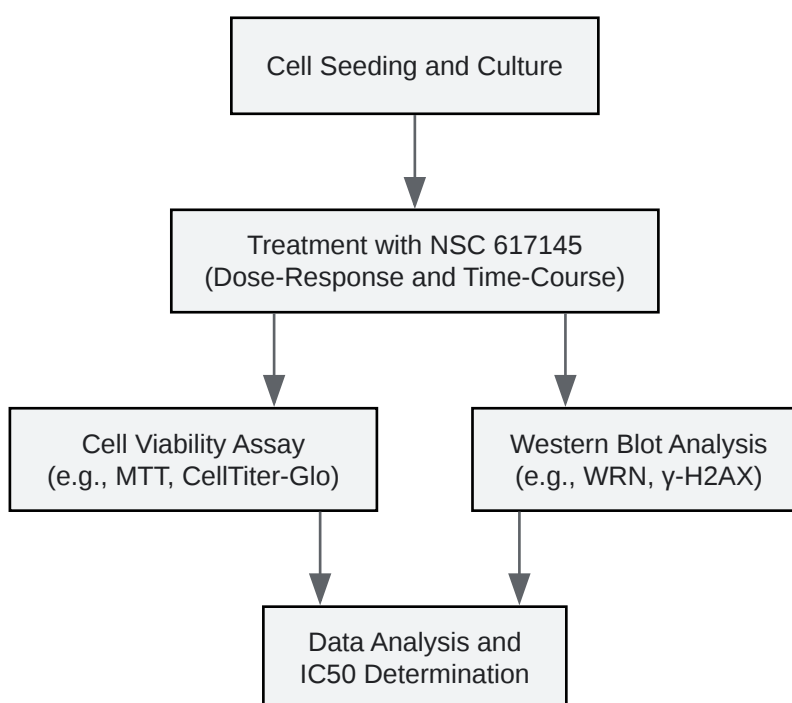 Cell Seeding and Culture
Treatment with NSC 617145
(Dose-Response and Time-Course)
Cell Viability Assay
(e.g., MTT, CellTiter-Glo)
Western Blot Analysis
(e.g., WRN, γ-H2AX)
Data Analysis and
IC50 Determination